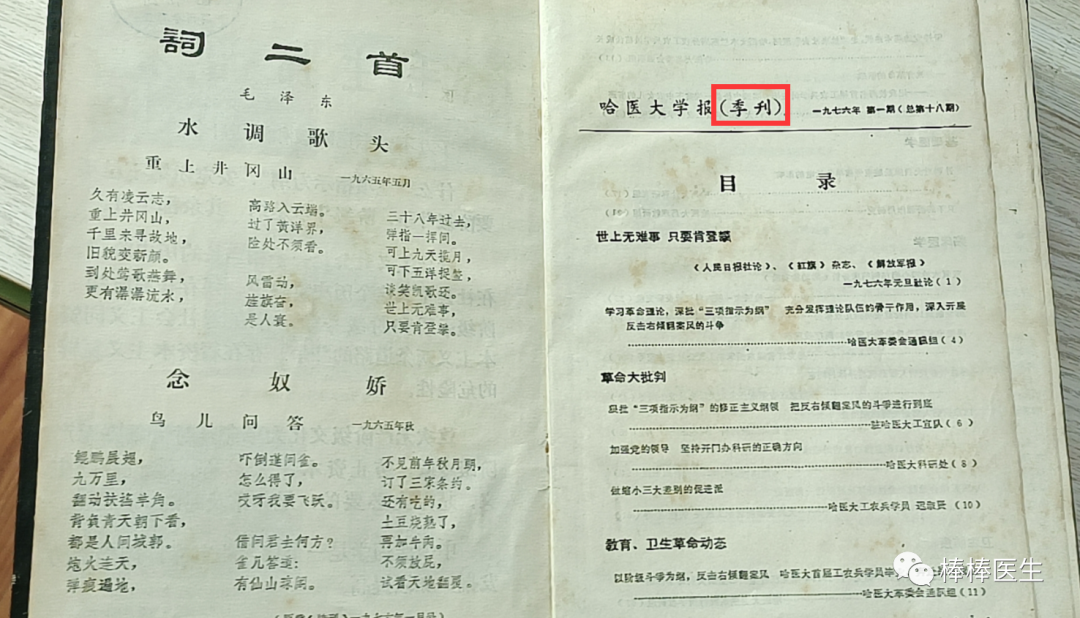 詞二首
毛泽东
水调歌头
重上井冈山 一九六五年五月
久有凌云志,
重上井冈山。
千里来寻故地,
旧貌变新颜。
到处莺歌燕舞,
更有潺潺流水,
高路入云端。
过了黄洋界,
险处不须看。
风雷动,
旌旗奋,
是人寰。
三十八年过去,
弹指一挥间。
可上九天揽月,
可下五洋捉鳖,
谈笑凯歌还。
世上无难事,
只要肯登攀。
念奴娇
鸟儿问答 一九六五年秋
鲲鹏展翅,
九万里,
翻动扶摇羊角。
背负青天朝下看,
都是人间城郭。
炮火连天,
弹痕遍地,
吓倒蓬间雀。
怎么得了,
哎呀我要飞跃。
借问君去何方?
雀儿答道:
有仙山琼阁。
不见前年秋月朗,
订了三家条约。
还有吃的,
土豆烧熟了,
再加牛肉。
不须放屁,
试看天地翻覆。
哈医大学报(季刊) 一九七六年 第一期(总第十八期)
目录
世上无难事 只要肯登攀
《人民日报社论》、《红旗》杂志、《解放军报》
一九七六年元旦社论(1)
学习革命理论,深批“三项指示为纲” 充分发挥理论队伍的骨干作用,深入开展
反击右倾翻案风的斗争
哈医大革委会通讯组(4)
革命大批判
批“三项指示为纲”的修正主义纲领 把反右倾翻案风的斗争进行到底
驻哈医大工宣队(6)
加强党的领导 坚持开门办科研的正确方向
哈医大科研处(8)
做缩小三大差别的促进派
哈医大工农兵学员(10)
教育、卫生革命动态
以阶级斗争为纲,反击右倾翻案风 哈医大首届工农兵学员
哈医大革委会通讯组(11)
棒棒医生